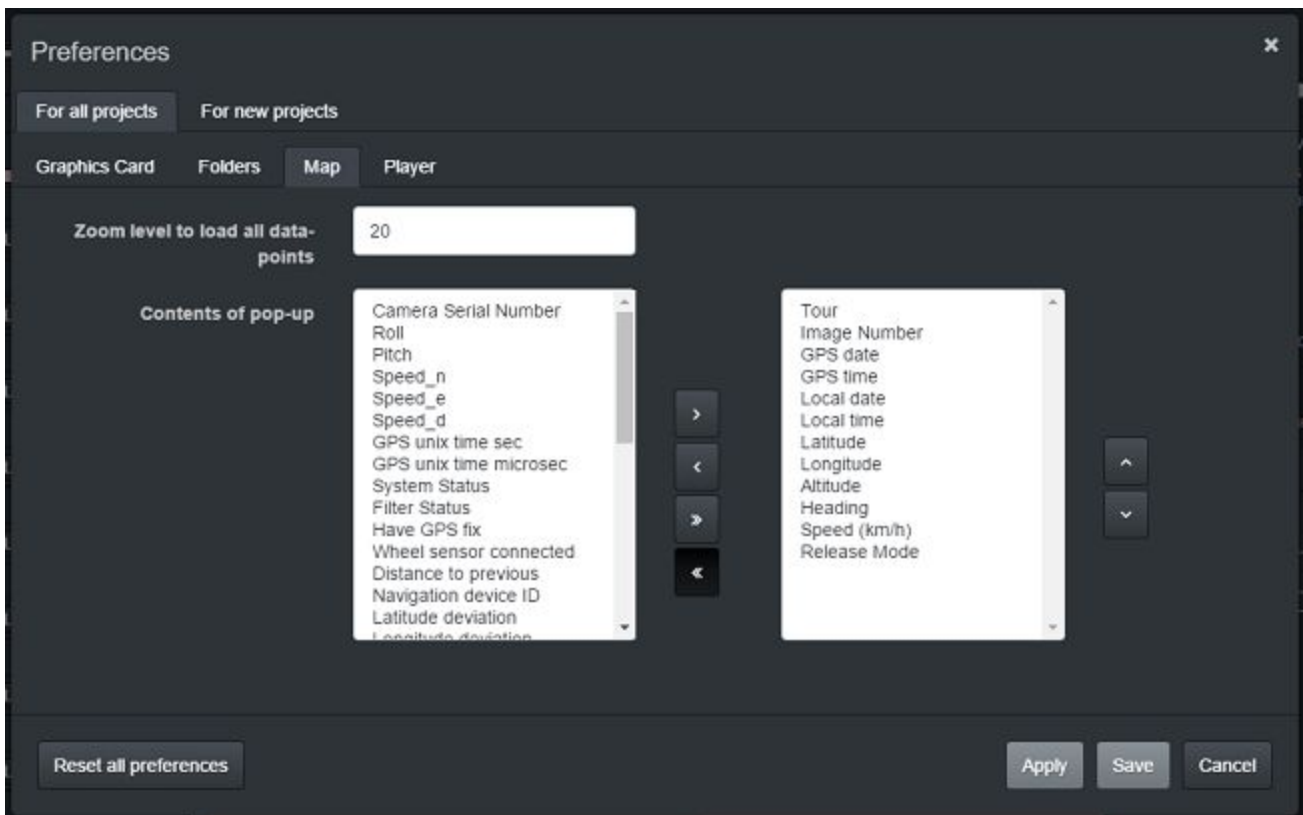 Preferences
For all projects For new projects
Graphics Card Folders Map Player
Zoom level to load all data-
points
20
Contents of pop-up
Camera Serial Number
Roll
Pitch
Speed_n
Speed_e
Speed_d
GPS unix time sec
GPS unix time microsec
System Status
Filter Status
Have GPS fix
Wheel sensor connected
Distance to previous
Navigation device ID
Latitude deviation
Longitude deviation
Tour
Image Number
GPS date
GPS time
Local date
Local time
Latitude
Longitude
Altitude
Heading
Speed (km/h)
Release Mode
Reset all preferences Apply Save Cancel